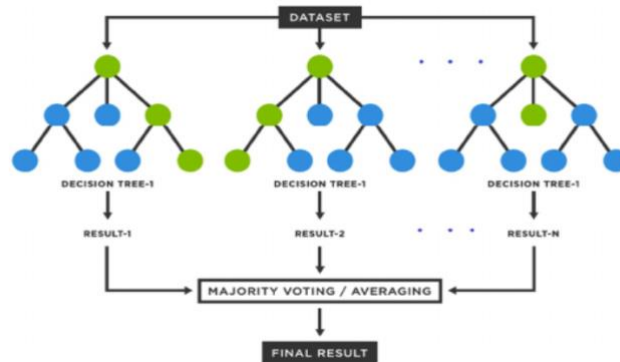 DATASET
DECISION TREE-1 DECISION TREE-1 DECISION TREE-1
RESULT-1 RESULT-2 RESULT-N
MAJORITY VOTING / AVERAGING
FINAL RESULT